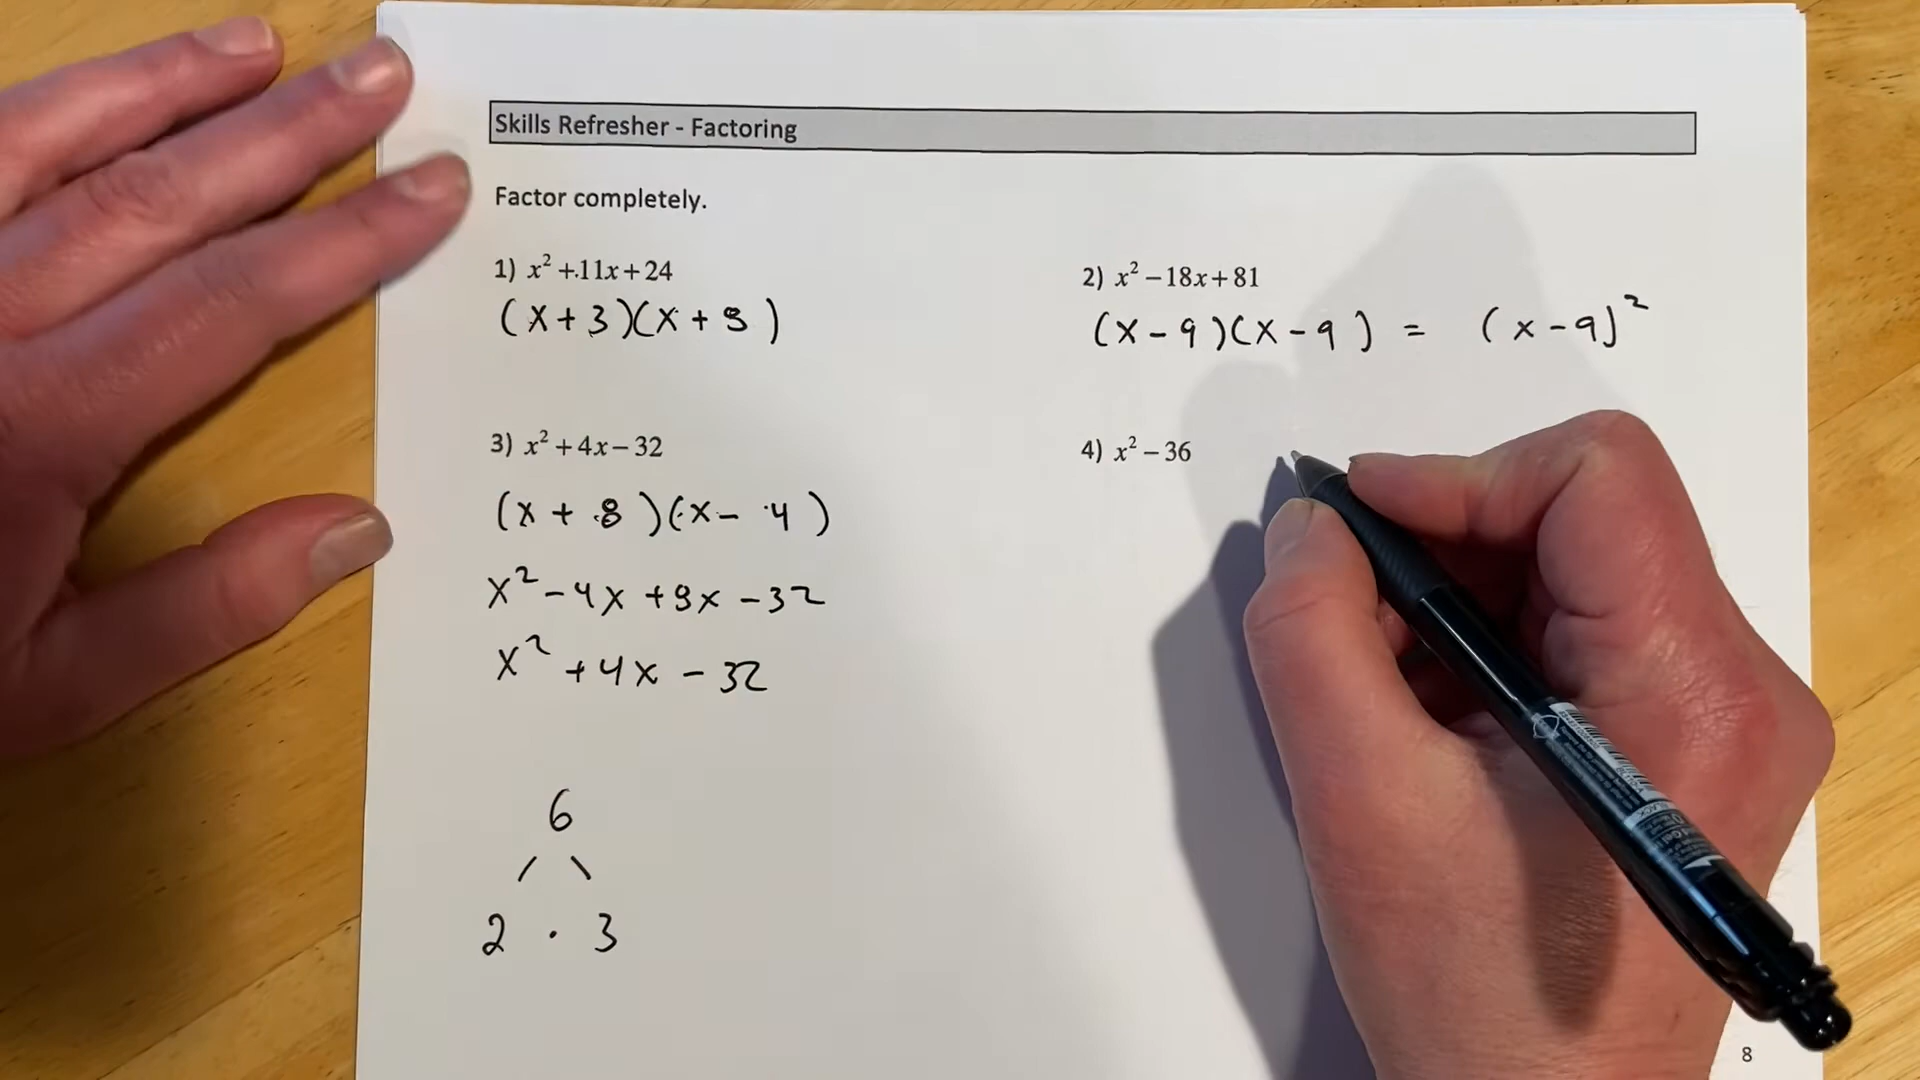 Skills Refresher - Factoring
Factor completely.
1) x² + 11x + 24
(x + 3)(x + 8)
2) x² − 18x + 81
(x − 9)(x − 9) = (x − 9)²
3) x² + 4x − 32
(x + 8)(x − 4)
x² − 4x + 8x − 32
x² + 4x − 32
4) x² − 36
6
2 · 3
8